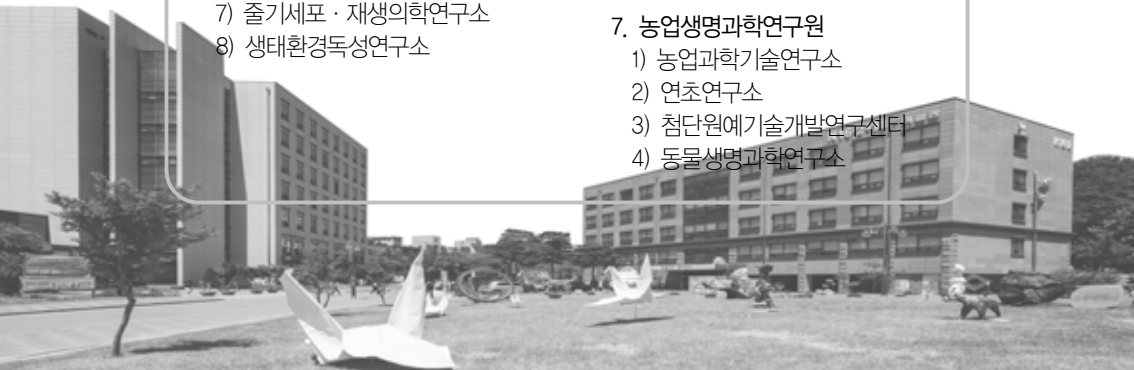 7) 줄기세포 · 재생의학연구소
8) 생태환경독성연구소
7. 농업생명과학연구원
1) 농업과학기술연구소
2) 연초연구소
3) 첨단원예기술개발연구센터
4) 동물생명과학연구소